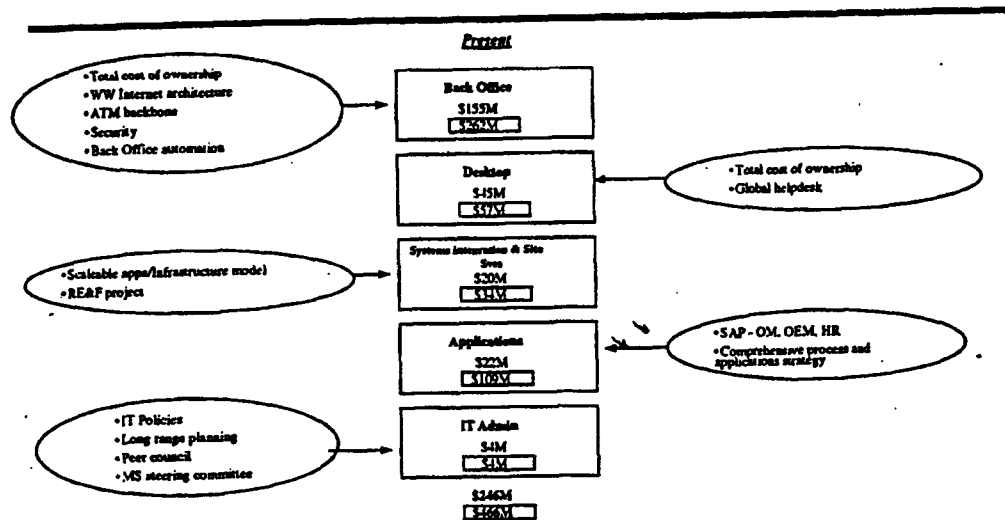 Present
•Total cost of ownership
•WW Internet architecture
•ATM backbone
•Security
•Back Office automation
Back Office
$155M
$262M
Desktop
$45M
$57M
•Total cost of ownership
•Global helpdesk
•Scaleable apps/Infrastructure model
•RE&F project
Systems Integration & Site
Svcs
$20M
$34M
Applications
$22M
$109M
•SAP - OM, OEM, HR
•Comprehensive process and
applications strategy
•IT Policies
•Long range planning
•Peer council
•MS steering committee
IT Admin
$4M
$4M
$246M
$466M